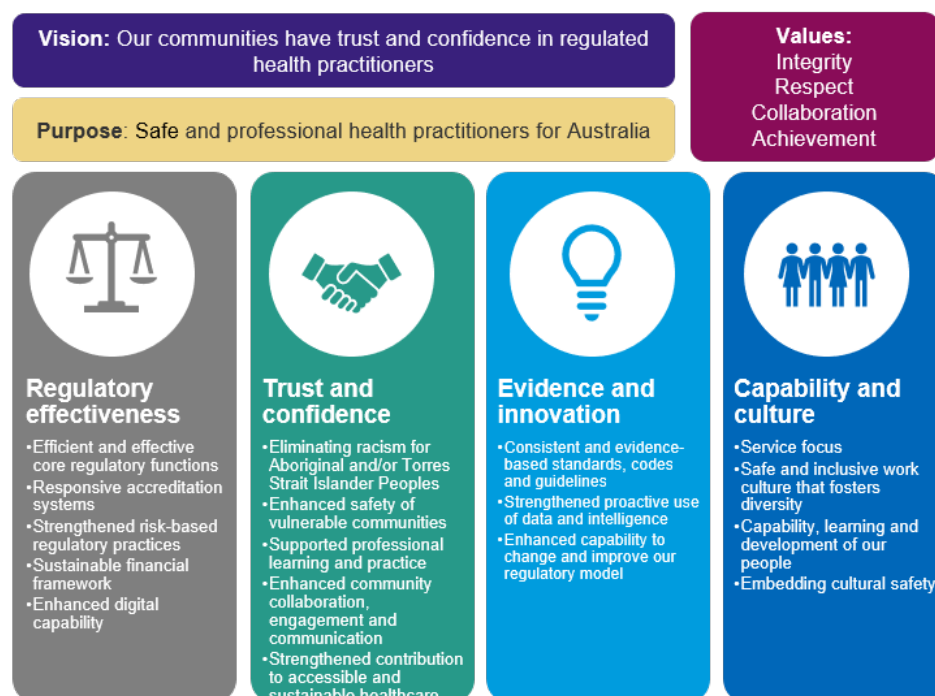 Vision: Our communities have trust and confidence in regulated
health practitioners
Purpose: Safe and professional health practitioners for Australia
Values:
Integrity
Respect
Collaboration
Achievement
Regulatory
effectiveness
•Efficient and effective
core regulatory functions
•Responsive accreditation
systems
•Strengthened risk-based
regulatory practices
•Sustainable financial
framework
•Enhanced digital
capability
Trust and
confidence
•Eliminating racism for
Aboriginal and/or Torres
Strait Islander Peoples
•Enhanced safety of
vulnerable communities
•Supported professional
learning and practice
•Enhanced community
collaboration,
engagement and
communication
•Strengthened contribution
to accessible and
sustainable healthcare
Evidence and
innovation
•Consistent and evidence-
based standards, codes
and guidelines
•Strengthened proactive use
of data and intelligence
•Enhanced capability to
change and improve our
regulatory model
Capability and
culture
•Service focus
•Safe and inclusive work
culture that fosters
diversity
•Capability, learning and
development of our
people
•Embedding cultural safety